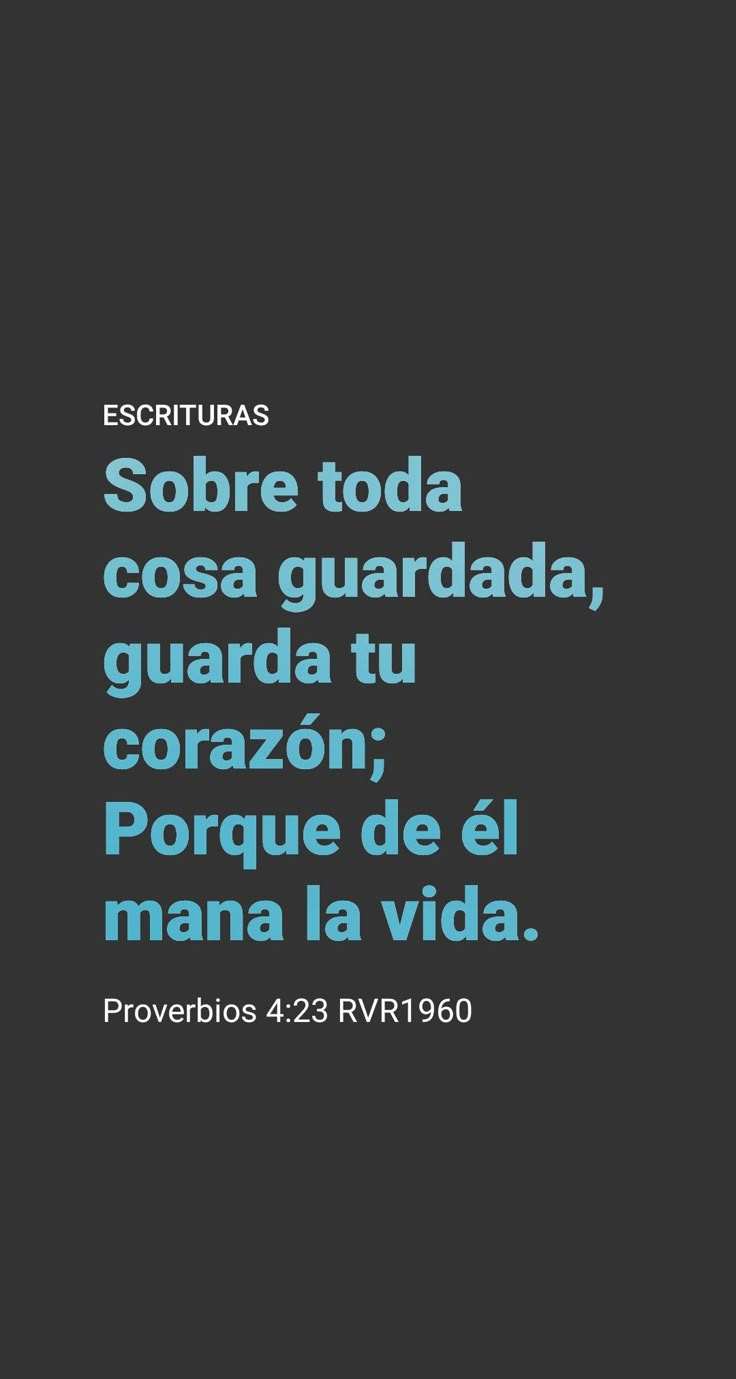 ESCRITURAS
Sobre toda
cosa guardada,
guarda tu
corazón;
Porque de él
mana la vida.
Proverbios 4:23 RVR1960